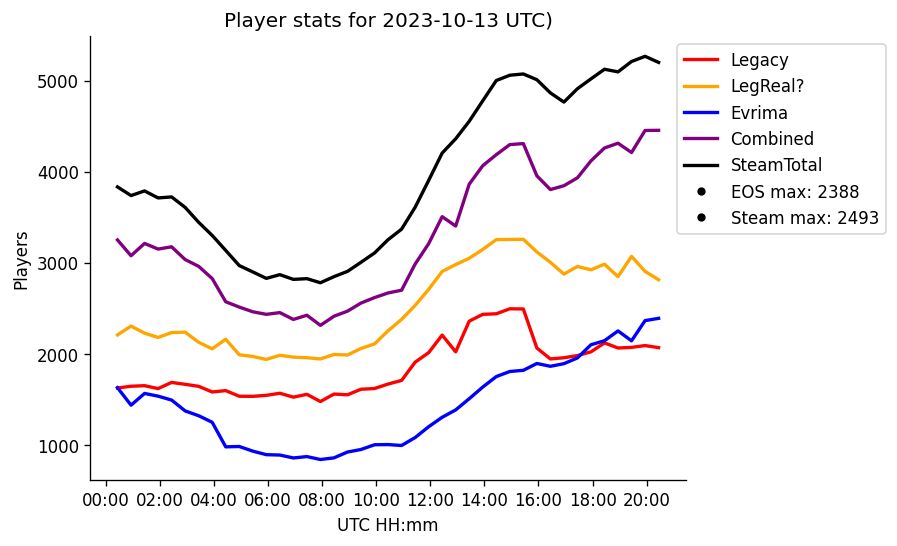 Player stats for 2023-10-13 UTC)
Players
5000
4000
3000
2000
1000
00:00 02:00 04:00 06:00 08:00 10:00 12:00 14:00 16:00 18:00 20:00
UTC HH:mm
Legacy
LegReal?
Evrima
Combined
SteamTotal
EOS max: 2388
Steam max: 2493